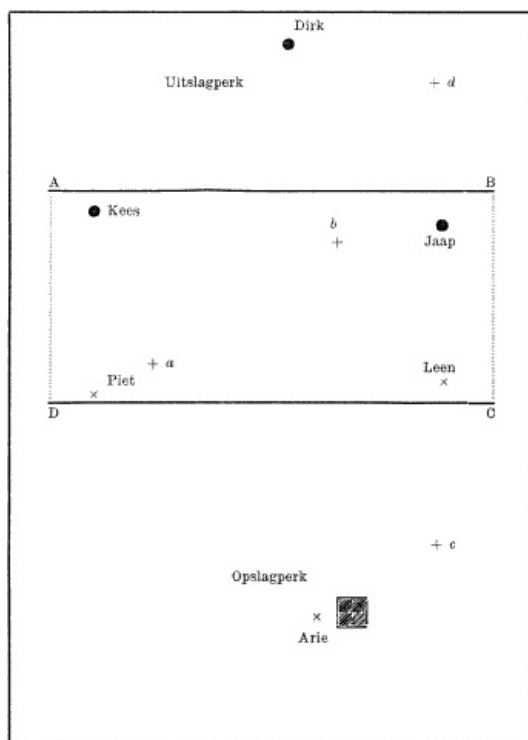 Dirk
Uitslagperk
+ d
A B
Kees
b
+
Jaap
+ a
Leen
Piet
×
×
D C
+ c
Opslagperk
×
Arie